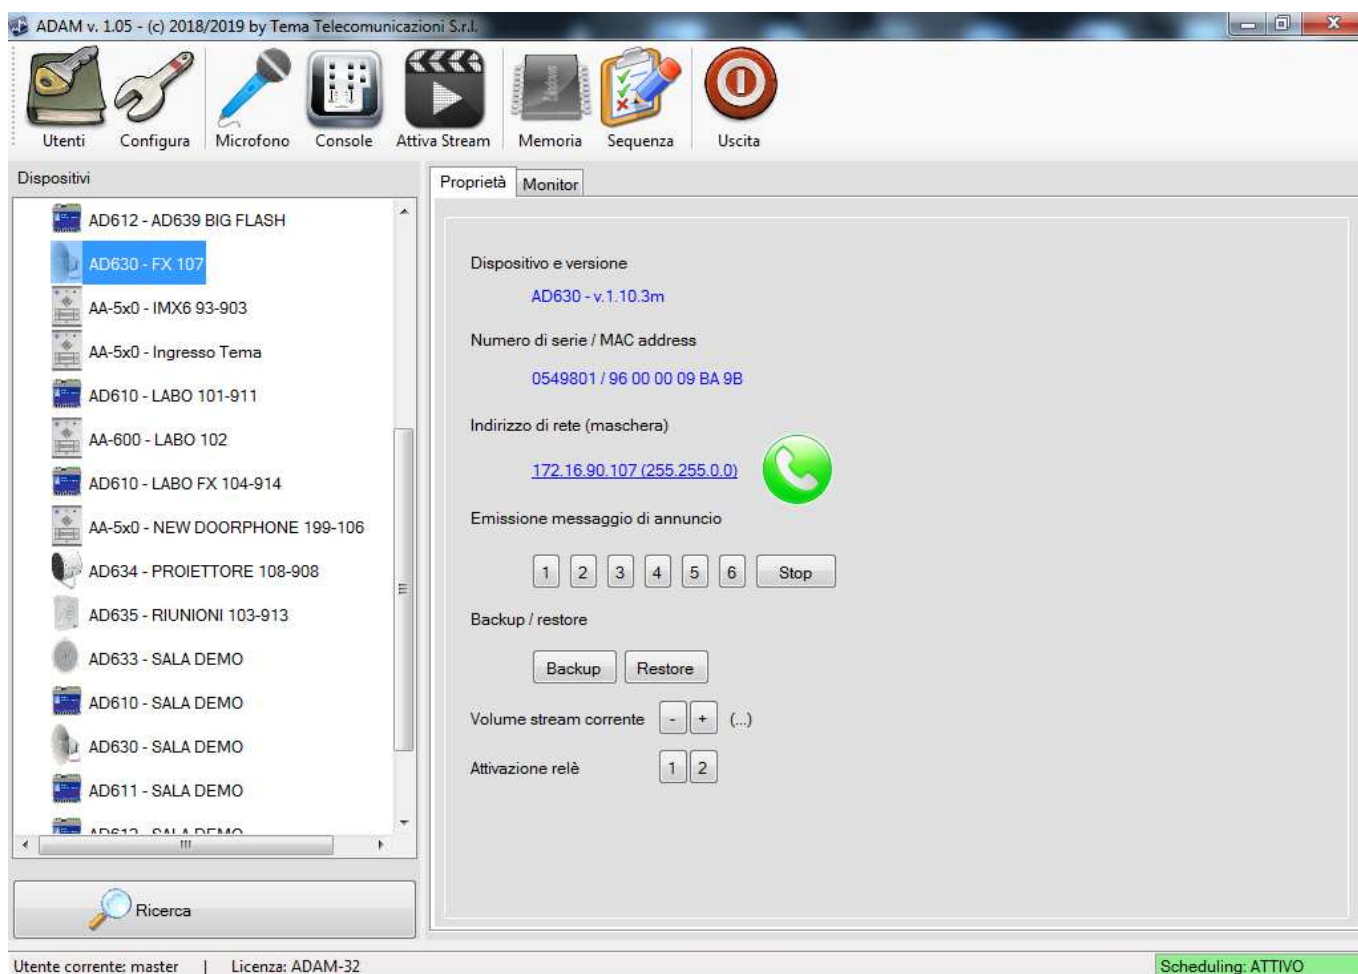 ADAM v. 1.05 - (c) 2018/2019 by Tema Telecomunicazioni S.r.l.
Utenti Configura Microfono Console Attiva Stream Memoria Sequenza Uscita
Dispositivi
AD612 - AD639 BIG FLASH
AD630 - FX 107
AA-5x0 - IMX6 93-903
AA-5x0 - Ingresso Tema
AD610 - LABO 101-911
AA-600 - LABO 102
AD610 - LABO FX 104-914
AA-5x0 - NEW DOORPHONE 199-106
AD634 - PROIETTORE 108-908
AD635 - RIUNIONI 103-913
AD633 - SALA DEMO
AD610 - SALA DEMO
AD630 - SALA DEMO
AD611 - SALA DEMO
AD612 - SALA DEMO
Ricerca
Proprietà Monitor
Dispositivo e versione
AD630 - v.1.10.3m
Numero di serie / MAC address
0549801 / 96 00 00 09 BA 9B
Indirizzo di rete (maschera)
172.16.90.107 (255.255.0.0)
Emissione messaggio di annuncio
1 2 3 4 5 6 Stop
Backup / restore
Backup Restore
Volume stream corrente - + (...)
Attivazione relè 1 2
Utente corrente: master | Licenza: ADAM-32 Scheduling: ATTIVO